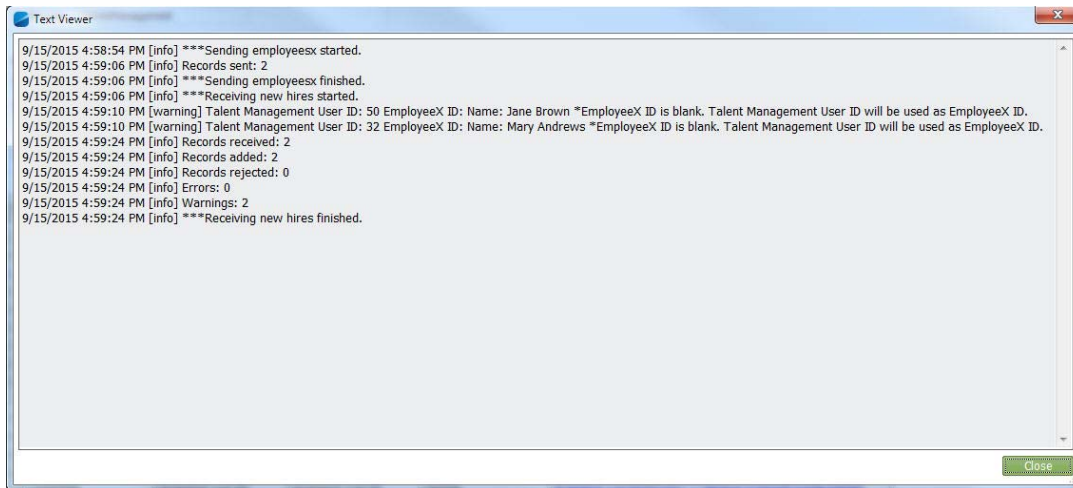 Text Viewer
9/15/2015 4:58:54 PM [info] ***Sending employeesx started.
9/15/2015 4:59:06 PM [info] Records sent: 2
9/15/2015 4:59:06 PM [info] ***Sending employeesx finished.
9/15/2015 4:59:06 PM [info] ***Receiving new hires started.
9/15/2015 4:59:10 PM [warning] Talent Management User ID: 50 EmployeeX ID: Name: Jane Brown *EmployeeX ID is blank. Talent Management User ID will be used as EmployeeX ID.
9/15/2015 4:59:10 PM [warning] Talent Management User ID: 32 EmployeeX ID: Name: Mary Andrews *EmployeeX ID is blank. Talent Management User ID will be used as EmployeeX ID.
9/15/2015 4:59:24 PM [info] Records received: 2
9/15/2015 4:59:24 PM [info] Records added: 2
9/15/2015 4:59:24 PM [info] Records rejected: 0
9/15/2015 4:59:24 PM [info] Errors: 0
9/15/2015 4:59:24 PM [info] Warnings: 2
9/15/2015 4:59:24 PM [info] ***Receiving new hires finished.
Close